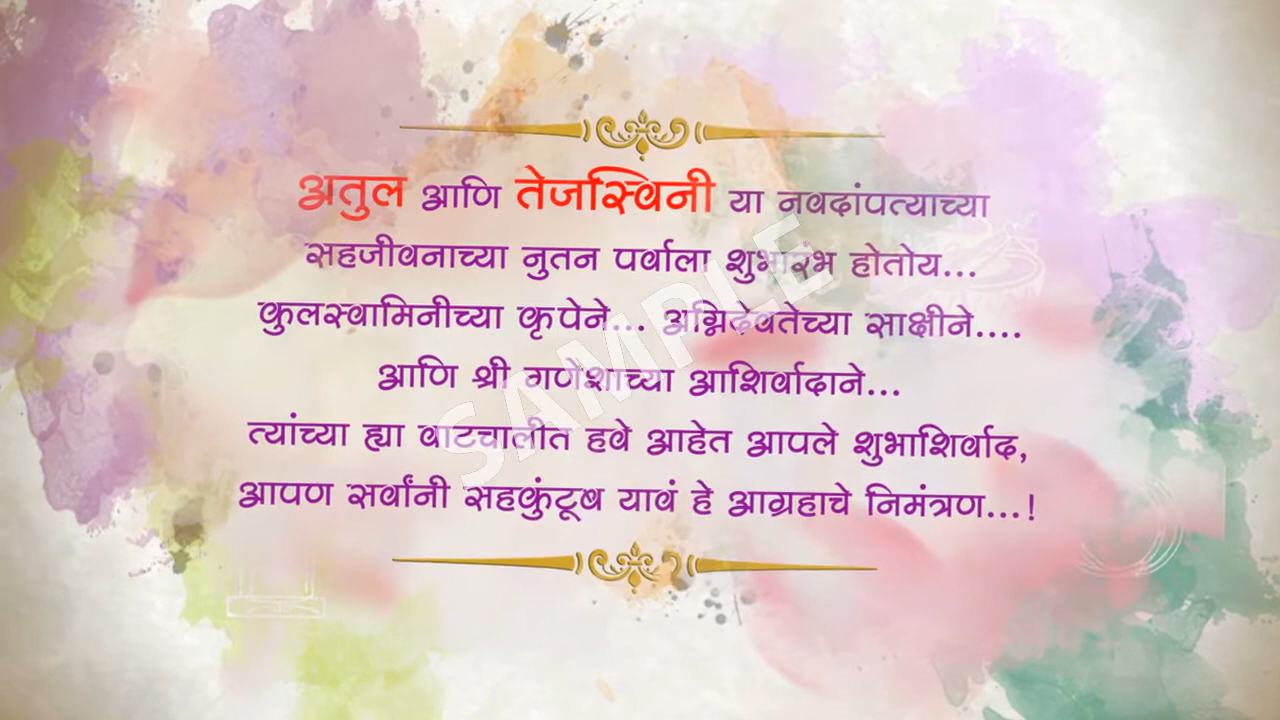 अतुल आणि तेजस्विनी या नवदांपत्याच्या
सहजीवनाच्या नुतन पर्वाला शुभारंभ होतोय...
कुलस्वामिनीच्या कृपेने... अग्निदेवतेच्या साक्षीने....
आणि श्री गणेशाच्या आशिर्वादाने...
त्यांच्या ह्या वाटचालीत हवे आहेत आपले शुभाशिर्वाद,
आपण सर्वांनी सहकुंटूब यावं हे आग्रहाचे निमंत्रण...!
SAMPLE